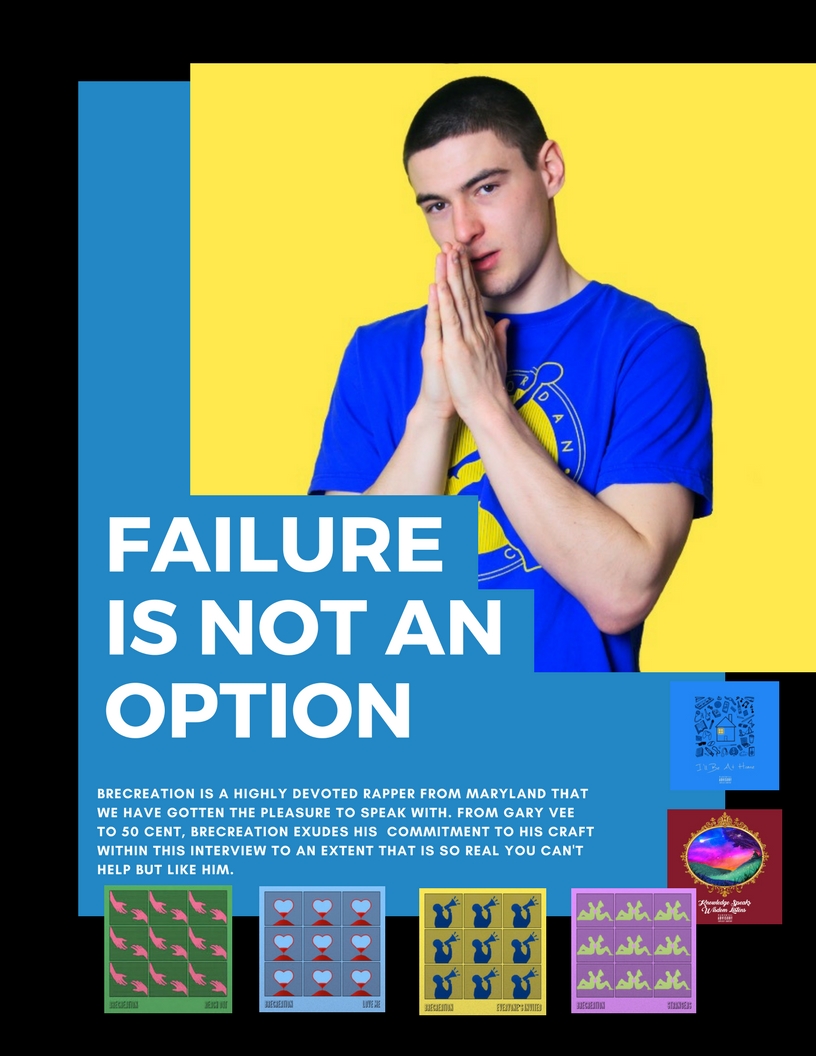 ORDAN
C
FAILURE
IS NOT AN
OPTION
I'll Be At Home
BRECREATION IS A HIGHLY DEVOTED RAPPER FROM MARYLAND THAT
WE HAVE GOTTEN THE PLEASURE TO SPEAK WITH. FROM GARY VEE
TO 50 CENT, BRECREATION EXUDES HIS  COMMITMENT TO HIS CRAFT
WITHIN THIS INTERVIEW TO AN EXTENT THAT IS SO REAL YOU CAN'T
HELP BUT LIKE HIM.
Knowledge Speaks
Wisdom Listens
BRECREATION REACH OUT
BRECREATION LOVE ME
BRECREATION EVERYONE'S INVITED
BRECREATION STRANGERS